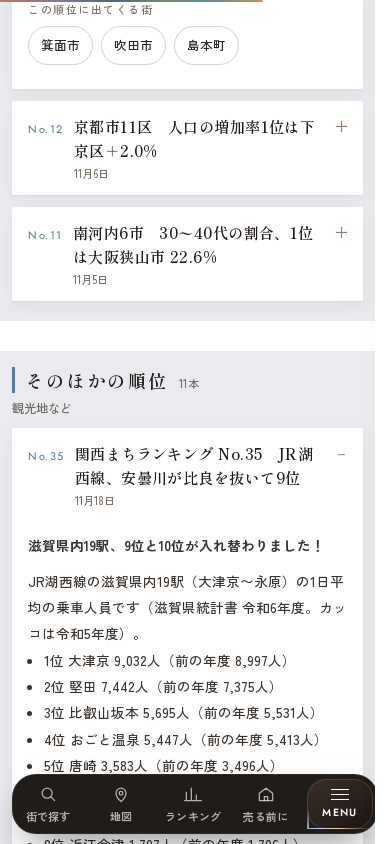 この順位に出てくる街
箕面市 吹田市 島本町
No.12 京都市11区　人口の増加率1位は下
京区＋2.0%
11月6日
No.11 南河内6市　30〜40代の割合、1位
は大阪狭山市 22.6%
11月5日
そのほかの順位 11本
観光地など
No.35 関西まちランキング No.35　JR湖
西線、安曇川が比良を抜いて9位
11月18日
滋賀県内19駅、9位と10位が入れ替わりました！
JR湖西線の滋賀県内19駅（大津京〜永原）の1日平
均の乗車人員です（滋賀県統計書 令和6年度。カッ
コは令和5年度）。
1位 大津京 9,032人（前の年度 8,997人）
2位 堅田 7,442人（前の年度 7,375人）
3位 比叡山坂本 5,695人（前の年度 5,531人）
4位 おごと温泉 5,447人（前の年度 5,413人）
5位 唐崎 3,583人（前の年度 3,496人）
街で探す 地図 ランキング 売る前に MENU